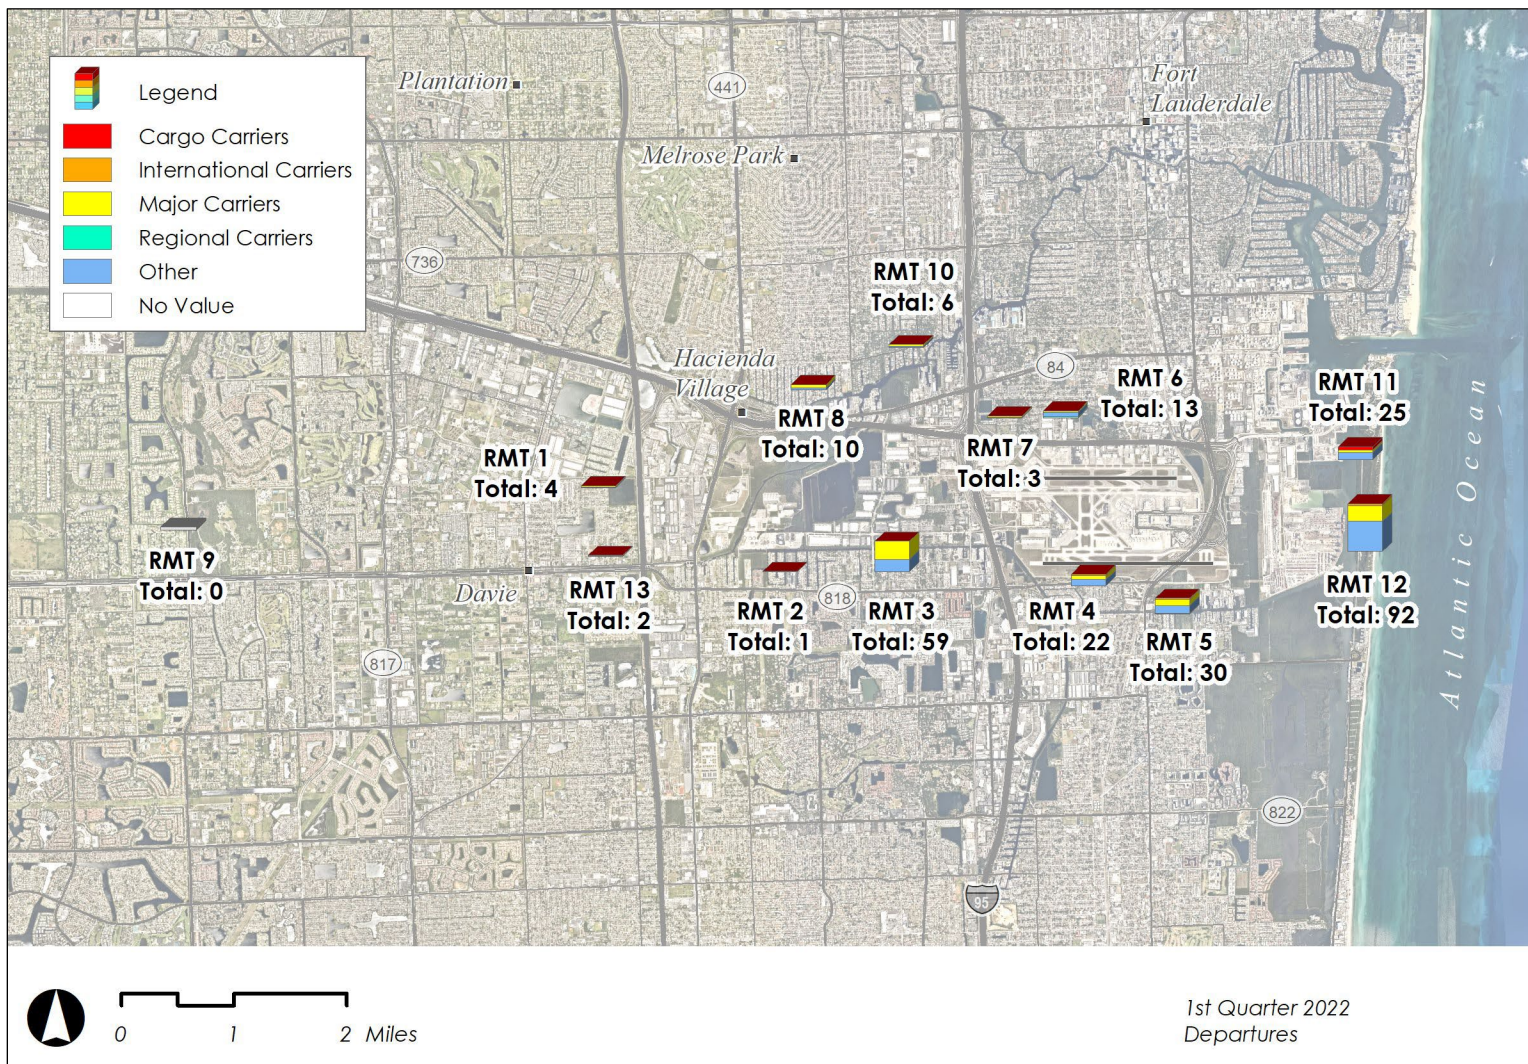 Legend
Cargo Carriers
International Carriers
Major Carriers
Regional Carriers
Other
No Value
Plantation
441
Fort
Lauderdale
Melrose Park
736
RMT 10
Total: 6
Hacienda
Village
84
RMT 6
Total: 13
RMT 11
Total: 25
RMT 8
Total: 10
RMT 7
Total: 3
RMT 1
Total: 4
RMT 9
Total: 0
Davie
RMT 13
Total: 2
RMT 2
Total: 1
818
RMT 3
Total: 59
RMT 4
Total: 22
RMT 5
Total: 30
RMT 12
Total: 92
Atlantic Ocean
817
822
95
0 1 2 Miles
1st Quarter 2022
Departures